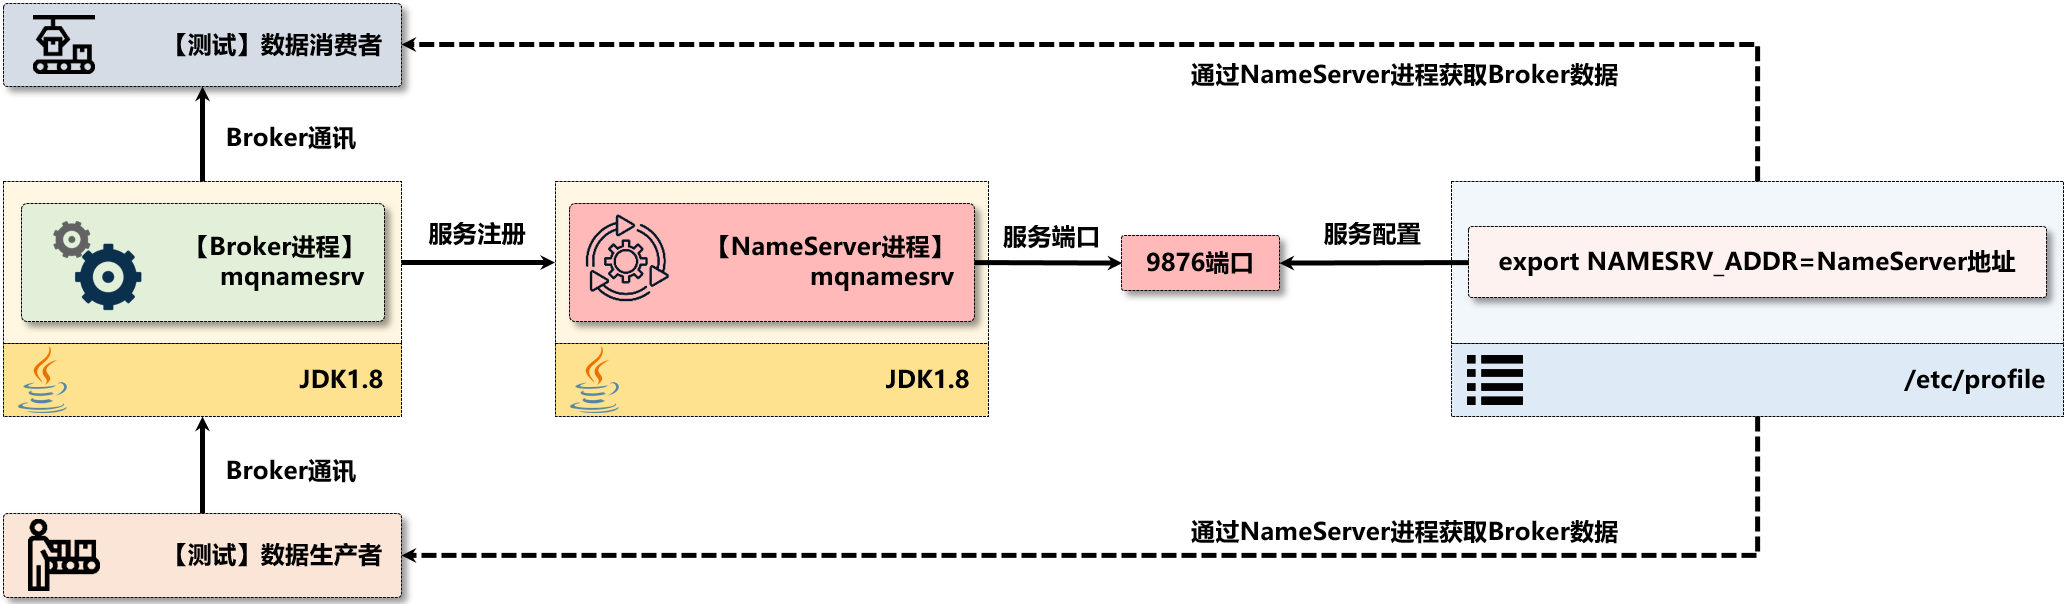 【测试】数据消费者
通过NameServer进程获取Broker数据
Broker通讯
【Broker进程】
mqnamesrv
服务注册
【NameServer进程】
mqnamesrv
服务端口
9876端口
服务配置
export NAMESRV_ADDR=NameServer地址
JDK1.8
JDK1.8
/etc/profile
Broker通讯
通过NameServer进程获取Broker数据
【测试】数据生产者